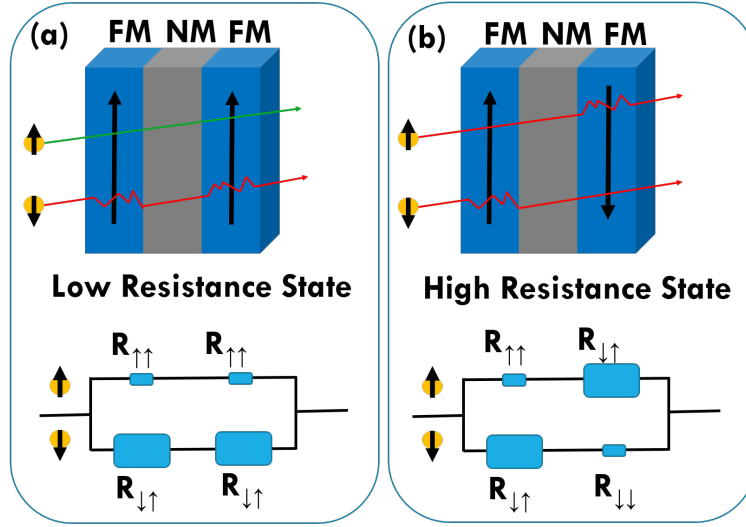 (a) FM NM FM
Low Resistance State
R↑↑ R↑↑
R↓↑ R↓↑
(b) FM NM FM
High Resistance State
R↑↑ R↓↑
R↓↑ R↓↓